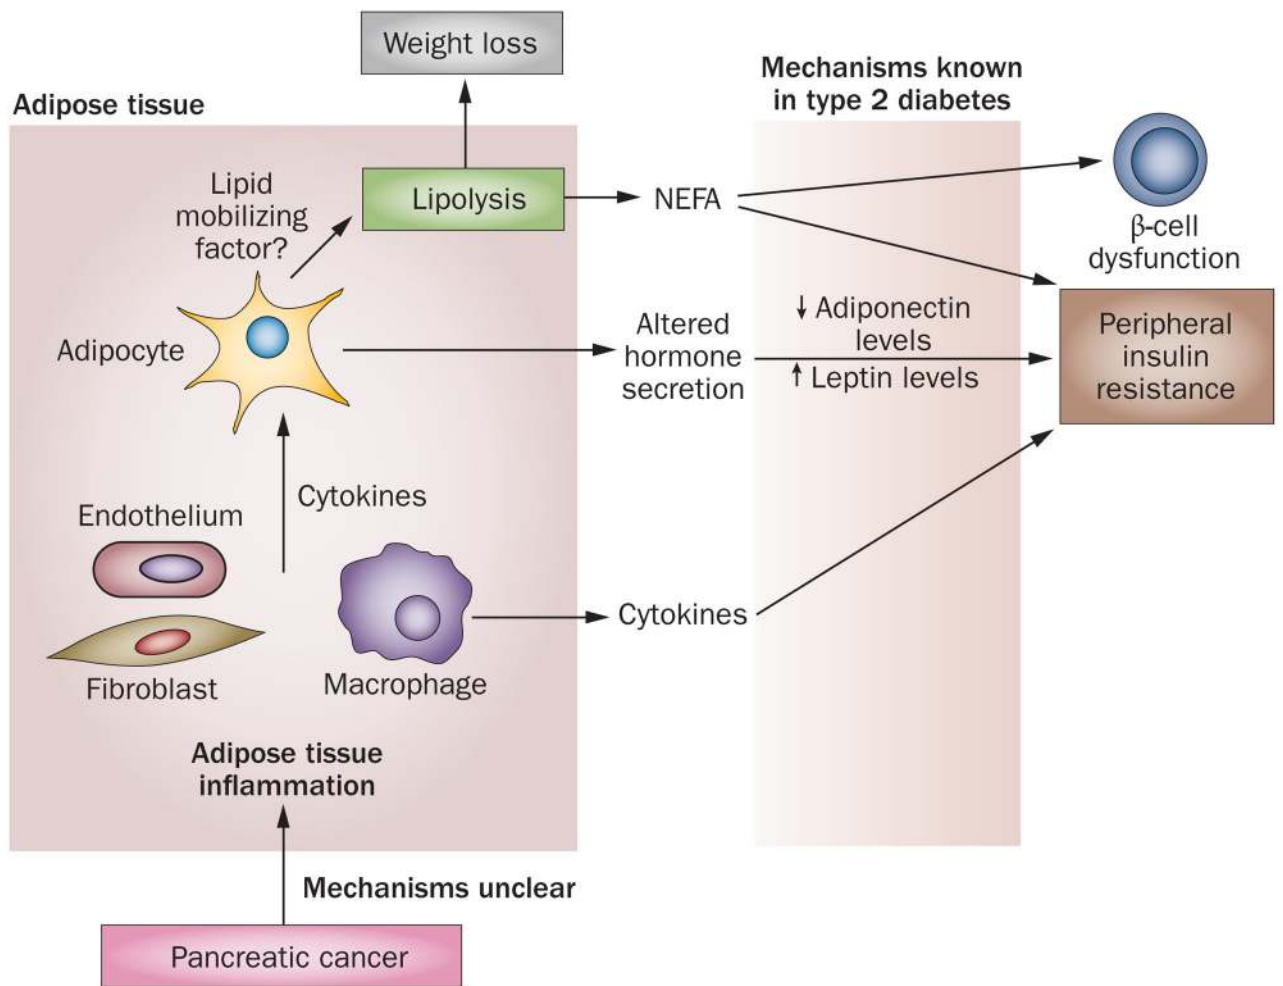 Weight loss
Adipose tissue
Mechanisms known
in type 2 diabetes
Lipid
mobilizing
factor?
Lipolysis
NEFA
β-cell
dysfunction
Adipocyte
Altered
hormone
secretion
↓ Adiponectin
levels
↑ Leptin levels
Peripheral
insulin
resistance
Cytokines
Endothelium
Fibroblast
Macrophage
Cytokines
Adipose tissue
inflammation
Mechanisms unclear
Pancreatic cancer